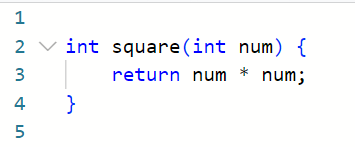 1
2 int square(int num) {
3     return num * num;
4 }
5